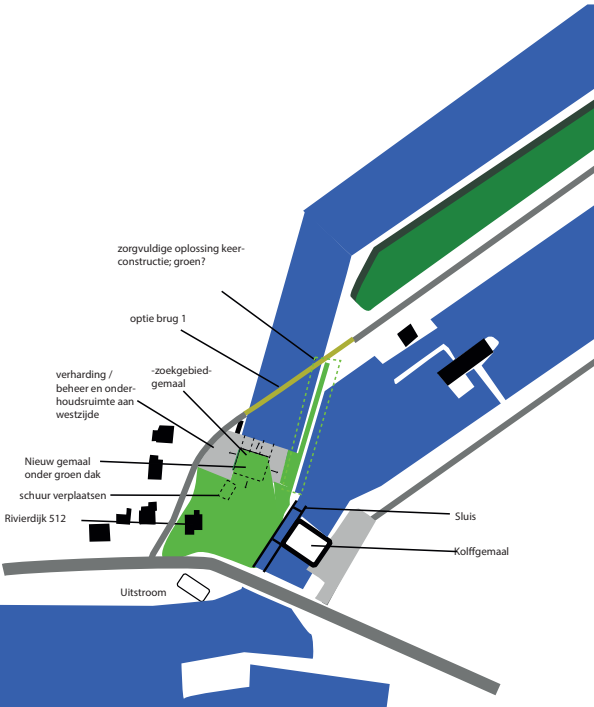 zorgvuldige oplossing keer-
constructie; groen?
optie brug 1
-zoekgebied-
gemaal
verharding /
beheer en onder-
houdsruimte aan
westzijde
Nieuw gemaal
onder groen dak
schuur verplaatsen
Rivierdijk 512
Sluis
Kolffgemaal
Uitstroom